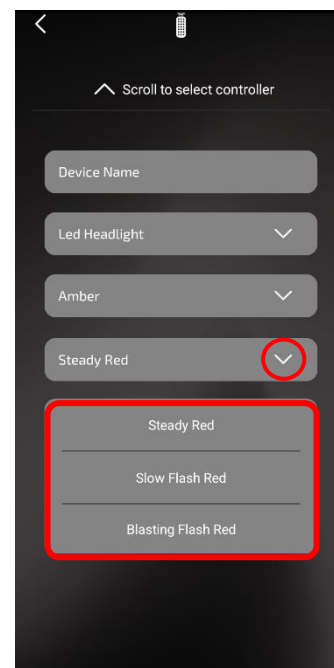 Scroll to select controller
Device Name
Led Headlight
Amber
Steady Red
Steady Red
Slow Flash Red
Blasting Flash Red